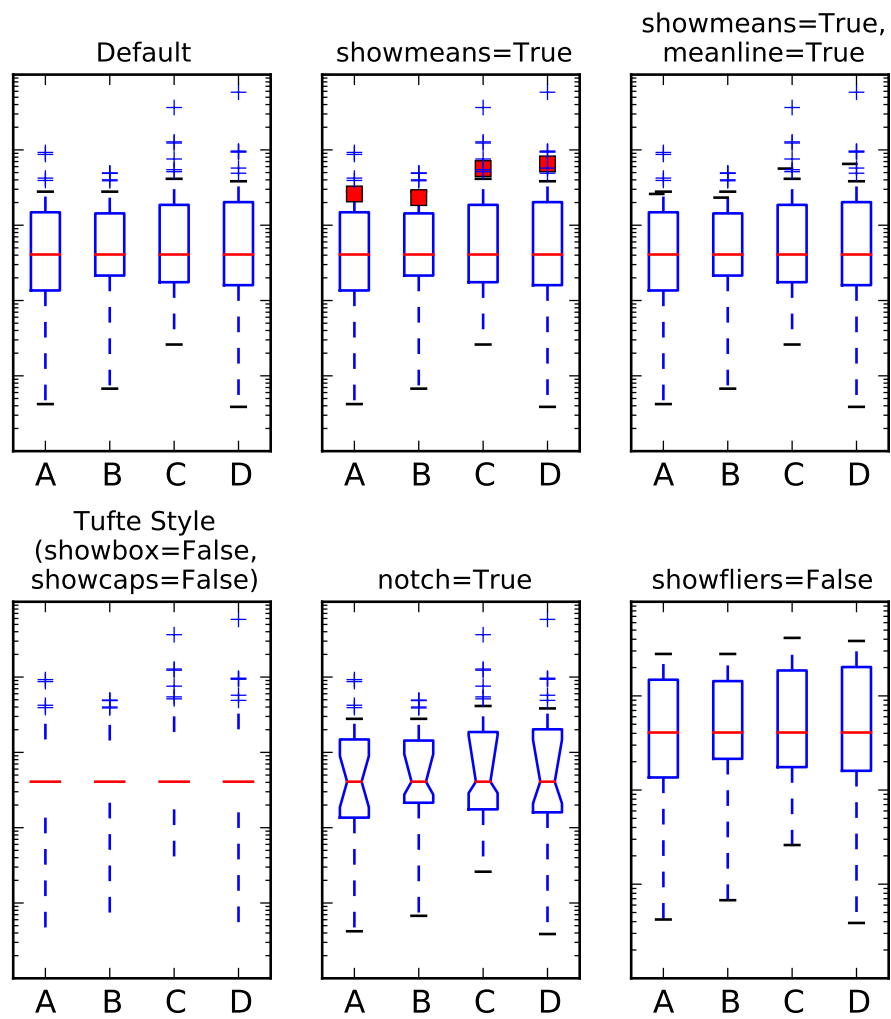 Default
showmeans=True
showmeans=True,
meanline=True
A B C D
A B C D
A B C D
Tufte Style
(showbox=False,
showcaps=False)
notch=True
showfliers=False
A B C D
A B C D
A B C D